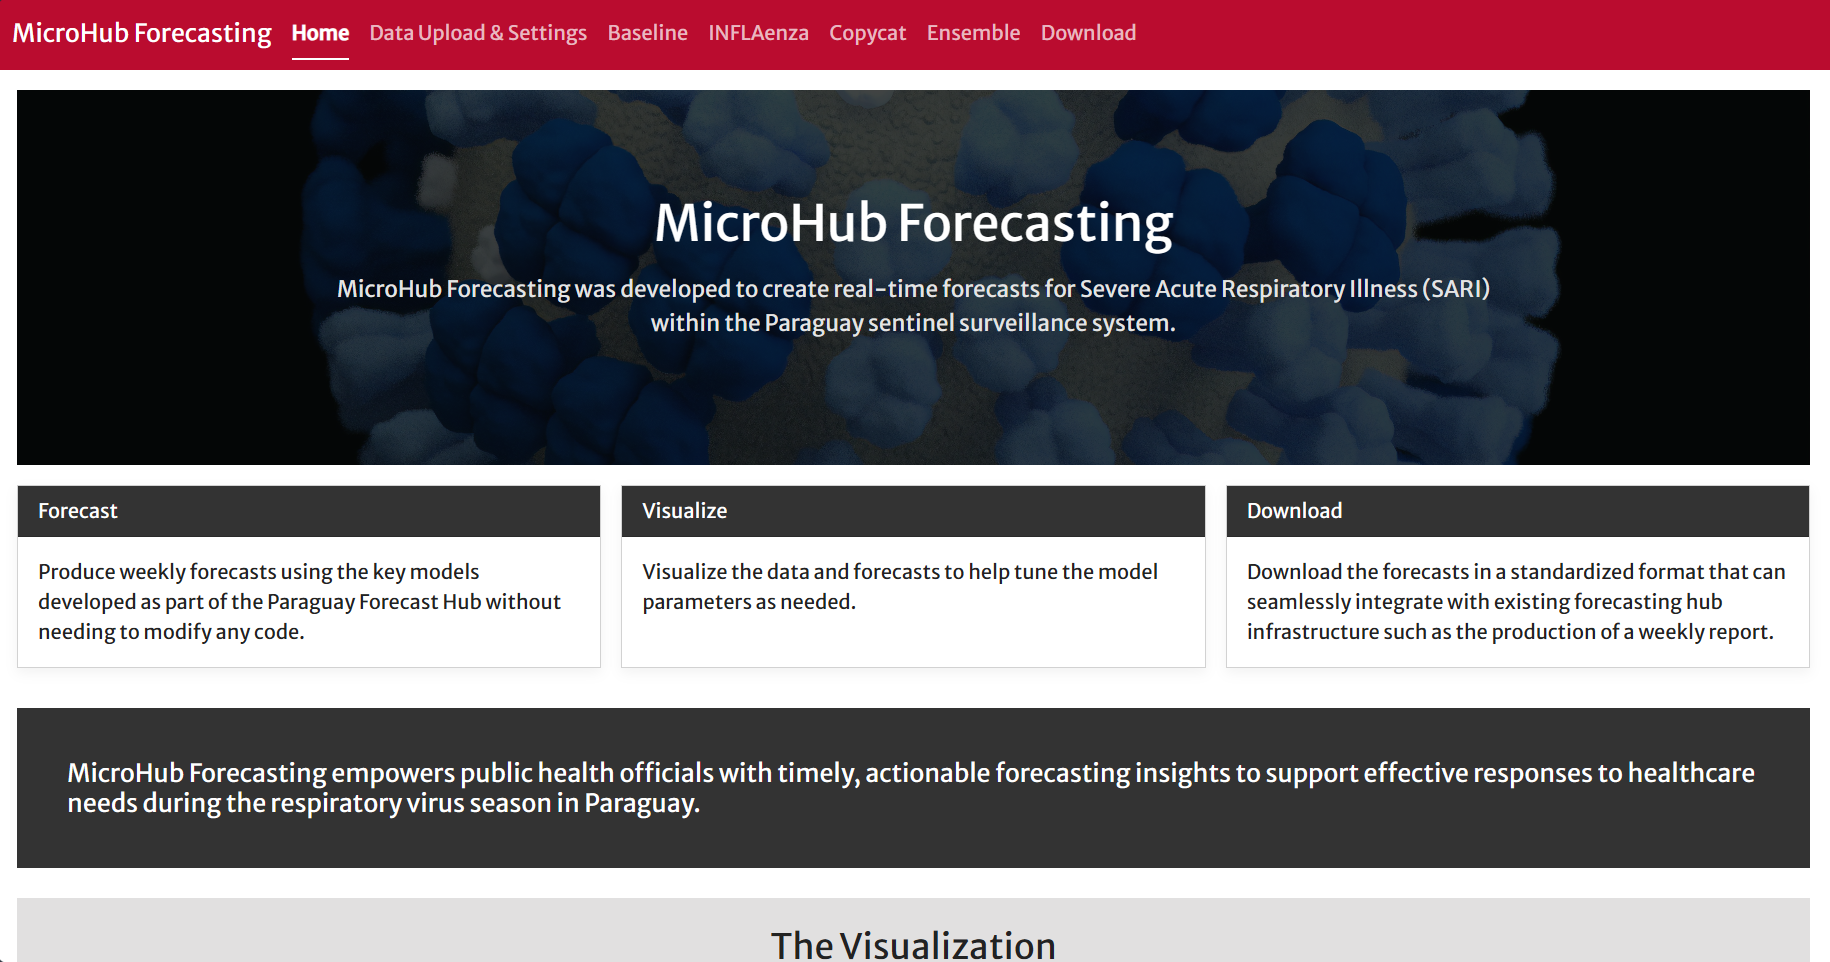 MicroHub Forecasting Home Data Upload & Settings Baseline INFLAenza Copycat Ensemble Download
MicroHub Forecasting
MicroHub Forecasting was developed to create real-time forecasts for Severe Acute Respiratory Illness (SARI)
within the Paraguay sentinel surveillance system.
Forecast
Produce weekly forecasts using the key models
developed as part of the Paraguay Forecast Hub without
needing to modify any code.
Visualize
Visualize the data and forecasts to help tune the model
parameters as needed.
Download
Download the forecasts in a standardized format that can
seamlessly integrate with existing forecasting hub
infrastructure such as the production of a weekly report.
MicroHub Forecasting empowers public health officials with timely, actionable forecasting insights to support effective responses to healthcare
needs during the respiratory virus season in Paraguay.
The Visualization